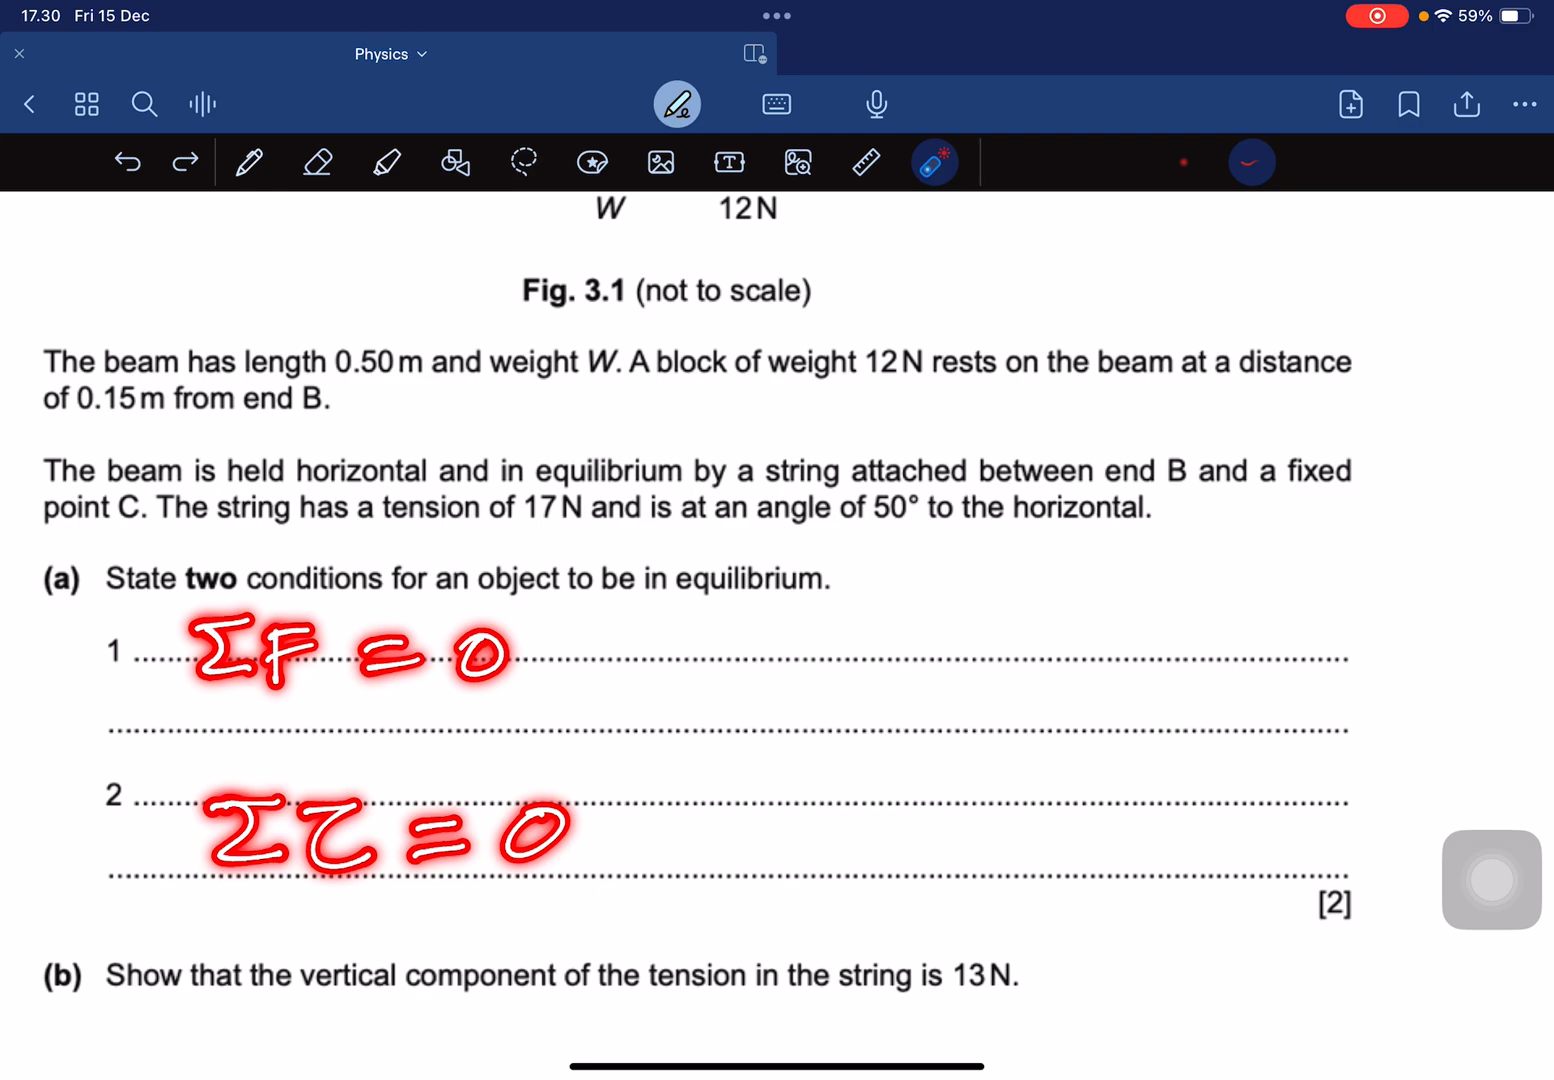 17.30 Fri 15 Dec
59%
Physics
W 12 N
Fig. 3.1 (not to scale)
The beam has length 0.50 m and weight W. A block of weight 12 N rests on the beam at a distance
of 0.15 m from end B.
The beam is held horizontal and in equilibrium by a string attached between end B and a fixed
point C. The string has a tension of 17 N and is at an angle of 50° to the horizontal.
(a) State two conditions for an object to be in equilibrium.
1 ΣF = 0
2 Στ = 0
[2]
(b) Show that the vertical component of the tension in the string is 13 N.